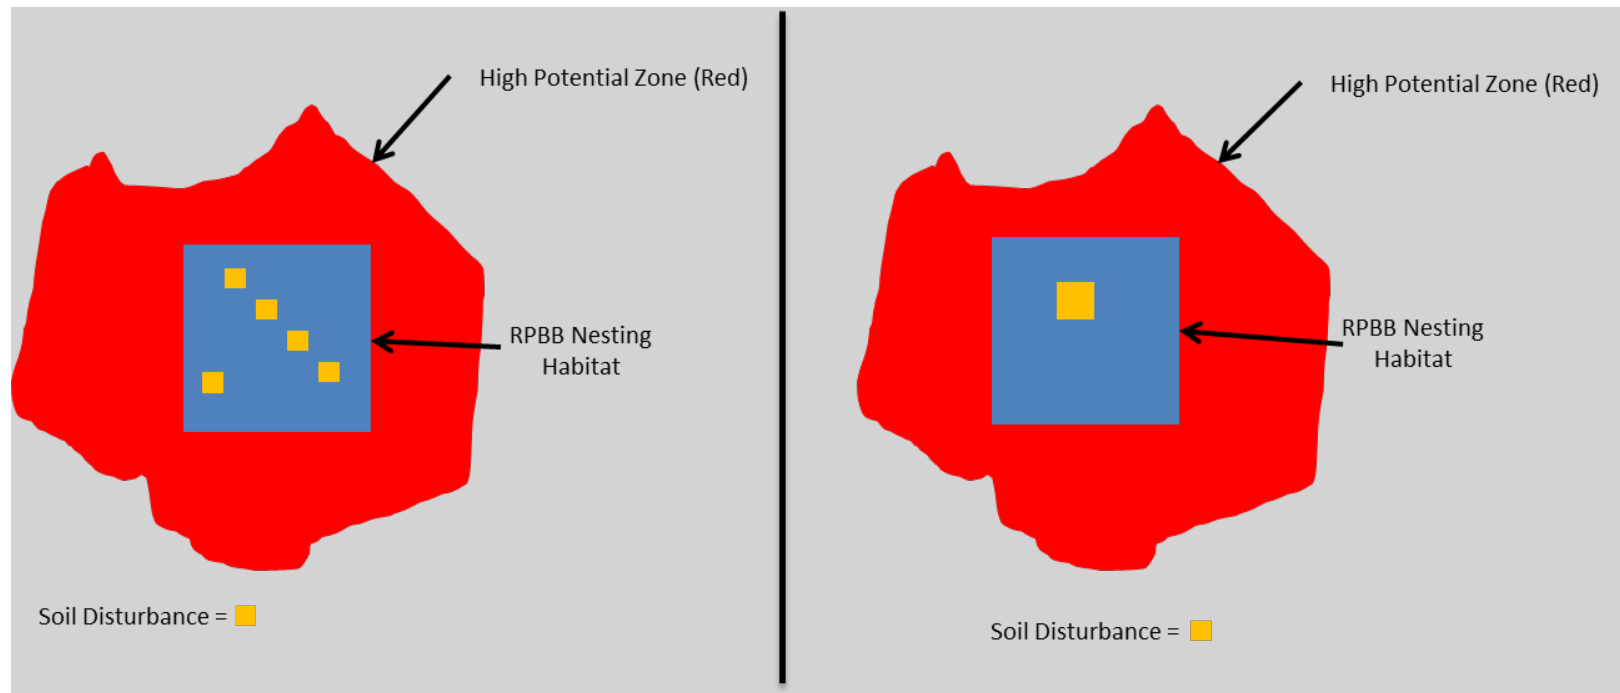 High Potential Zone (Red)
RPBB Nesting
Habitat
Soil Disturbance =
High Potential Zone (Red)
RPBB Nesting
Habitat
Soil Disturbance =